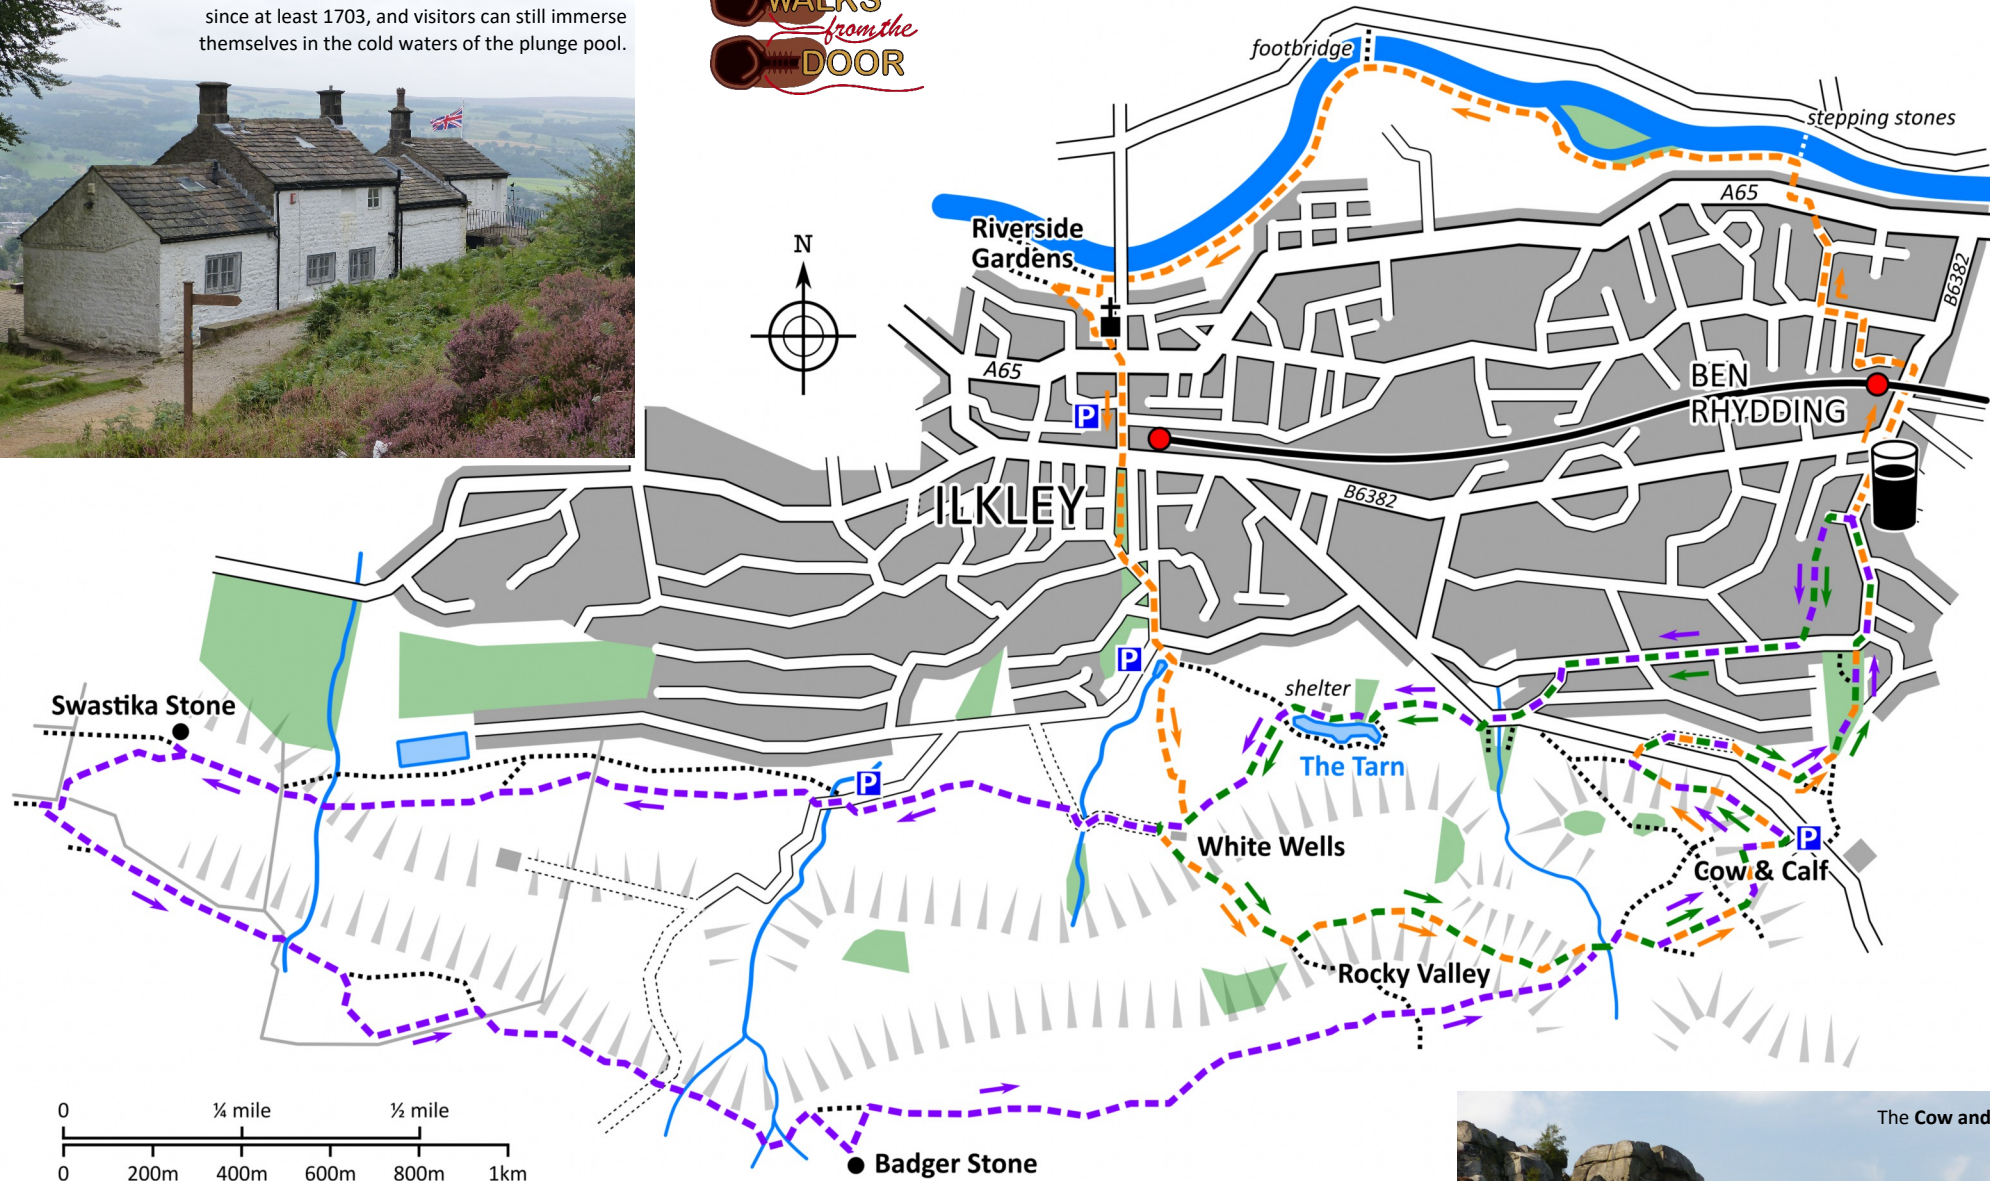 since at least 1703, and visitors can still immerse
themselves in the cold waters of the plunge pool.
WALKS
from the
DOOR
footbridge
stepping stones
A65
Riverside
Gardens
N
B6382
A65
P
BEN
RHYDDING
ILKLEY
B6382
P
Swastika Stone
shelter
The Tarn
P
White Wells
P
Cow & Calf
Rocky Valley
0
¼ mile
½ mile
0
200m
400m
600m
800m
1km
Badger Stone
The Cow and